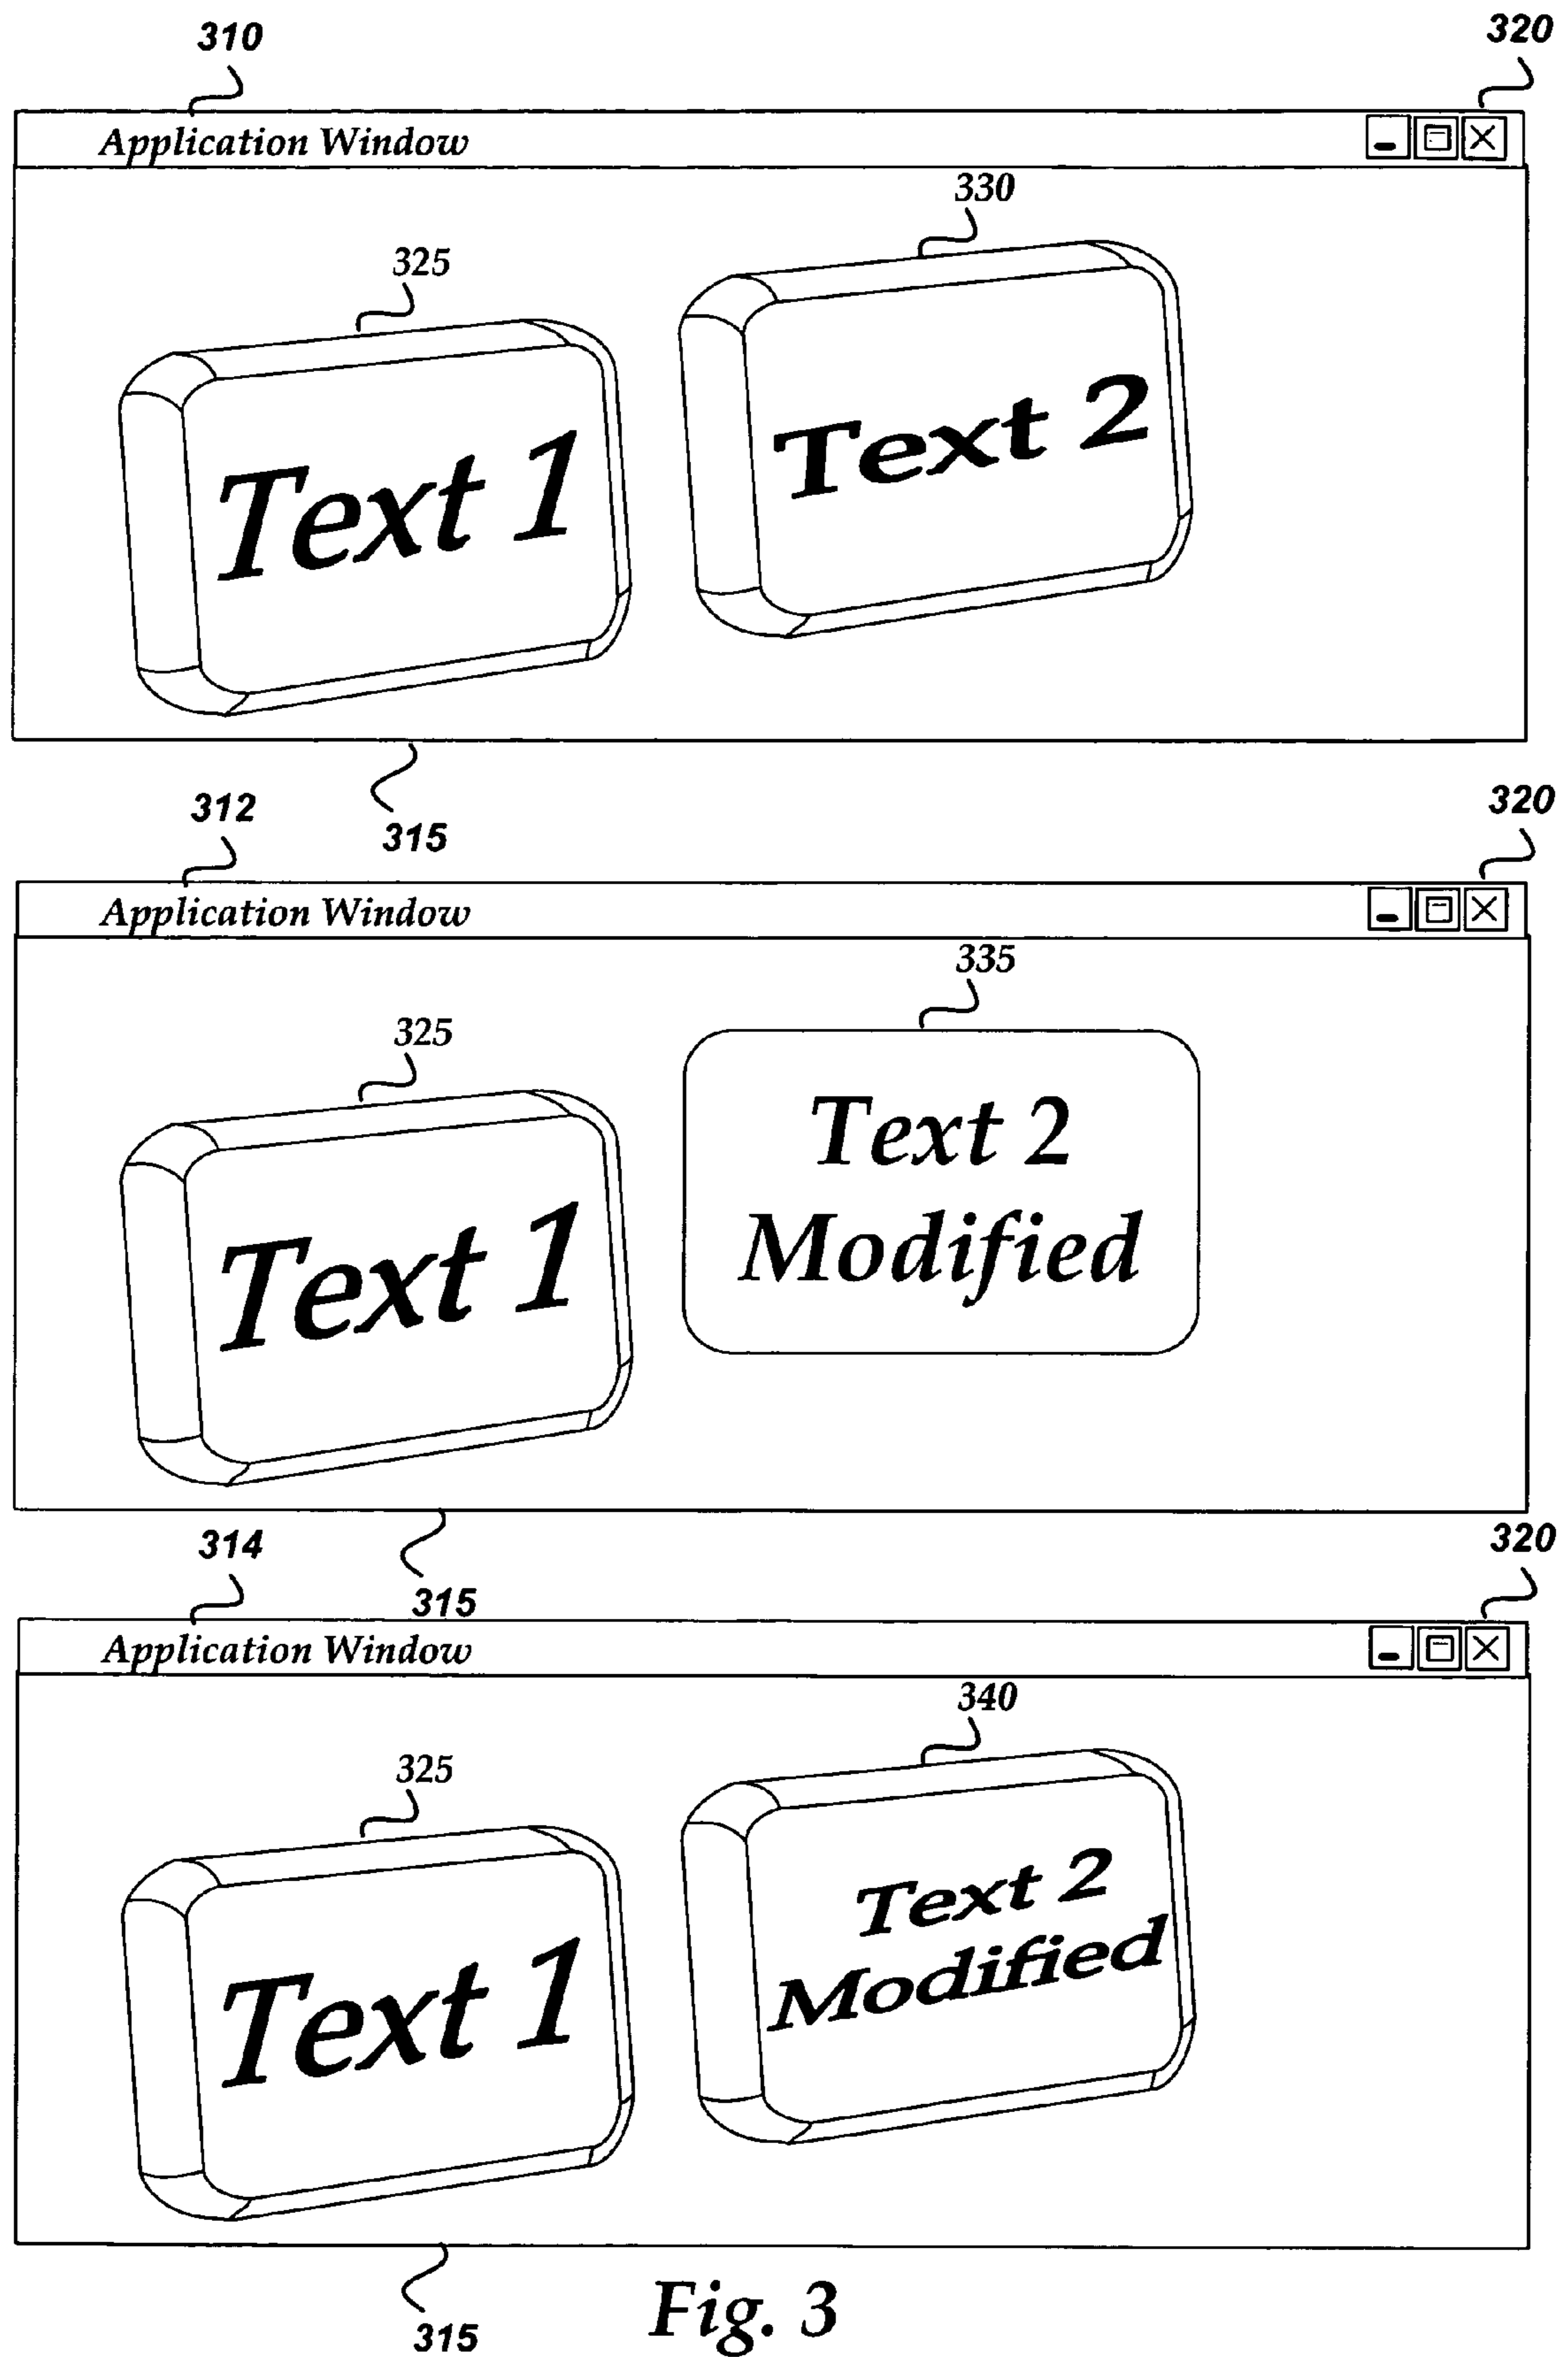 310
320
Application Window
330
325
Text 1
Text 2
315
312
320
Application Window
335
325
Text 1
Text 2
Modified
315
314
320
Application Window
340
325
Text 1
Text 2
Modified
315
Fig. 3